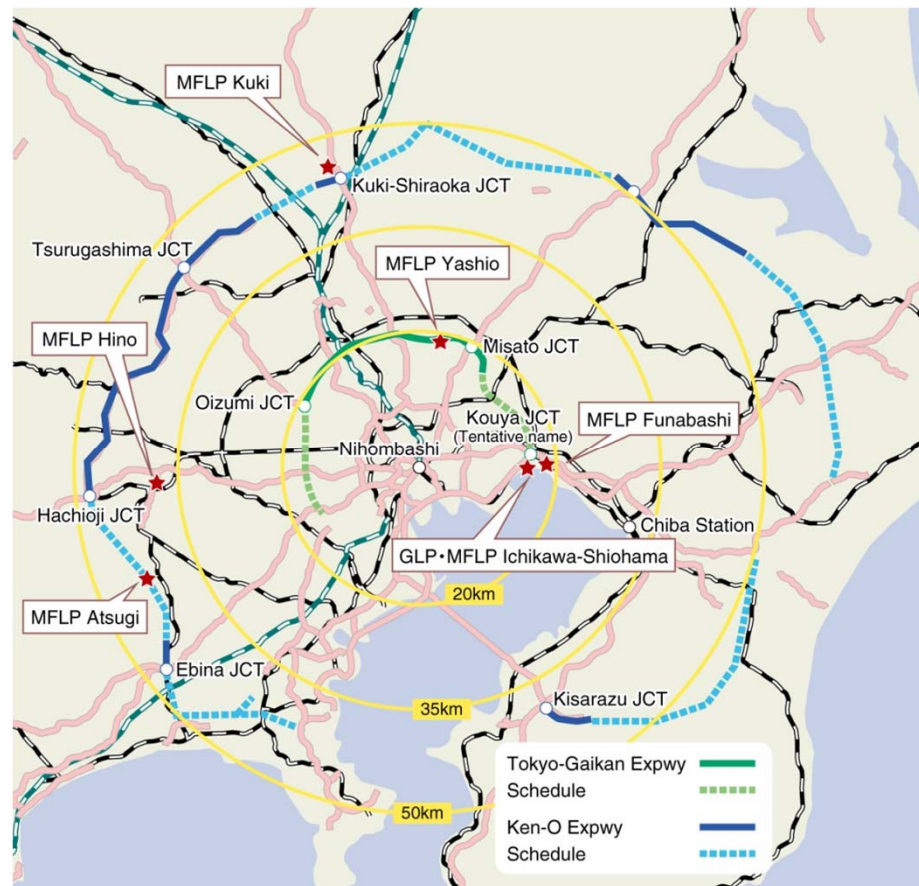 MFLP Kuki
Kuki-Shiraoka JCT
Tsurugashima JCT
MFLP Yashio
MFLP Hino
Misato JCT
Oizumi JCT
Kouya JCT
(Tentative name)
MFLP Funabashi
Nihombashi
Hachioji JCT
Chiba Station
GLP・MFLP Ichikawa-Shiohama
20km
MFLP Atsugi
Ebina JCT
35km
Kisarazu JCT
50km
Tokyo-Gaikan Expwy
Schedule
Ken-O Expwy
Schedule